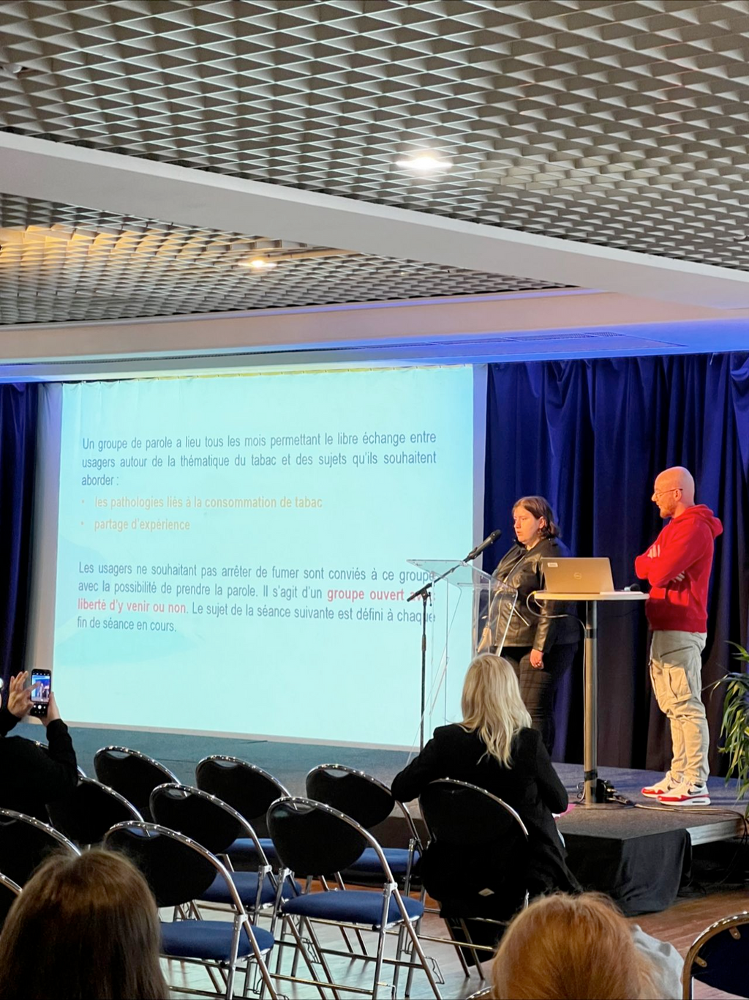 Un groupe de parole a lieu tous les mois permettant le libre échange entre
usagers autour de la thématique du tabac et des sujets qu'ils souhaitent
aborder :
• les pathologies liés à la consommation de tabac
• partage d'expérience
Les usagers ne souhaitant pas arrêter de fumer sont conviés à ce groupe
avec la possibilité de prendre la parole. Il s'agit d'un groupe ouvert
liberté d'y venir ou non. Le sujet de la séance suivante est défini à chaque
fin de séance en cours.